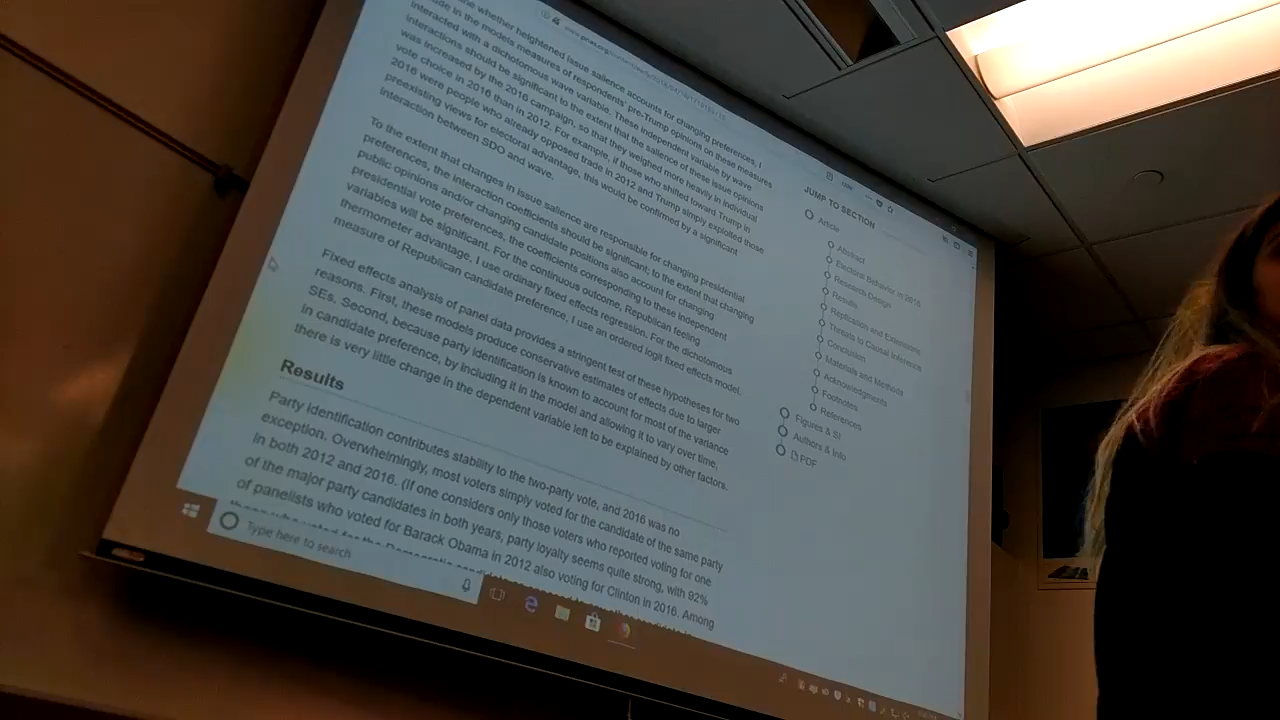 whether heightened issue salience accounts for changing preferences, I
in the models measures of respondents' pre-Trump opinions on these measures
interacted with a dichotomous wave variable. These independent variable by wave
interactions should be significant to the extent that the salience of these issue opinions
was increased by the 2016 campaign, so that they weighed more heavily in individual
vote choice in 2016 than in 2012. For example, if those who shifted toward Trump in
2016 were people who already opposed trade in 2012 and Trump simply exploited those
preexisting views for electoral advantage, this would be confirmed by a significant
interaction between SDO and wave.
To the extent that changes in issue salience are responsible for changing presidential
preferences, the interaction coefficients should be significant; to the extent that changing
public opinions and/or changing candidate positions also account for changing
presidential vote preferences, the coefficients corresponding to these independent
variables will be significant. For the continuous outcome, Republican feeling
thermometer advantage, I use ordinary fixed effects regression. For the dichotomous
measure of Republican candidate preference, I use an ordered logit fixed effects model.
Fixed effects analysis of panel data provides a stringent test of these hypotheses for two
reasons. First, these models produce conservative estimates of effects due to larger
SEs. Second, because party identification is known to account for most of the variance
in candidate preference, by including it in the model and allowing it to vary over time,
there is very little change in the dependent variable left to be explained by other factors.
Results
Party identification contributes stability to the two-party vote, and 2016 was no
exception. Overwhelmingly, most voters simply voted for the candidate of the same party
in both 2012 and 2016. (If one considers only those voters who reported voting for one
of the major party candidates in both years, party loyalty seems quite strong, with 92%
of panelists who voted for Barack Obama in 2012 also voting for Clinton in 2016. Among
Type here to search
JUMP TO SECTION
Article
Abstract
Electoral Behavior in 2016
Research Design
Results
Replication and Extensions
Threats to Causal Inference
Conclusion
Materials and Methods
Acknowledgments
Footnotes
References
Figures & SI
Authors & Info
PDF